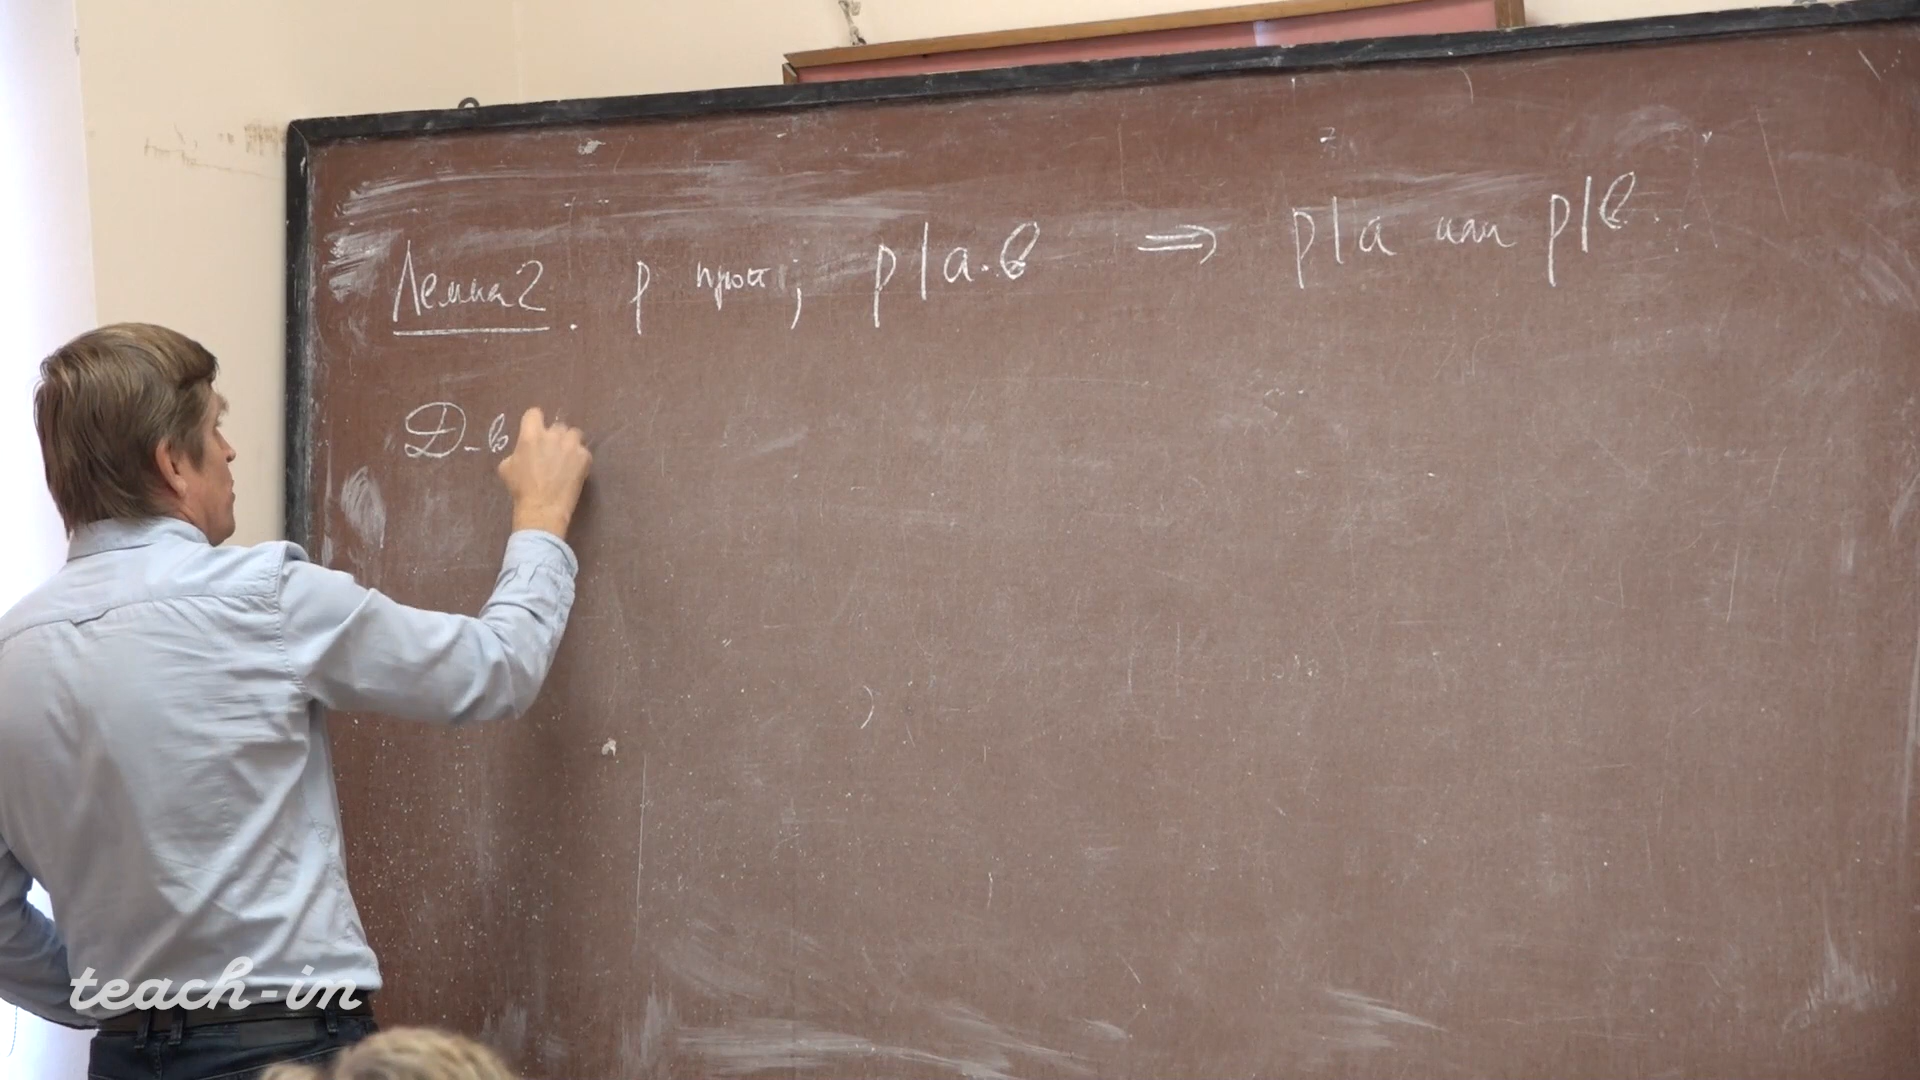 Лемма 2. p прост; p|a·b ⇒ p|a или p|b.
Д-в
teach-in